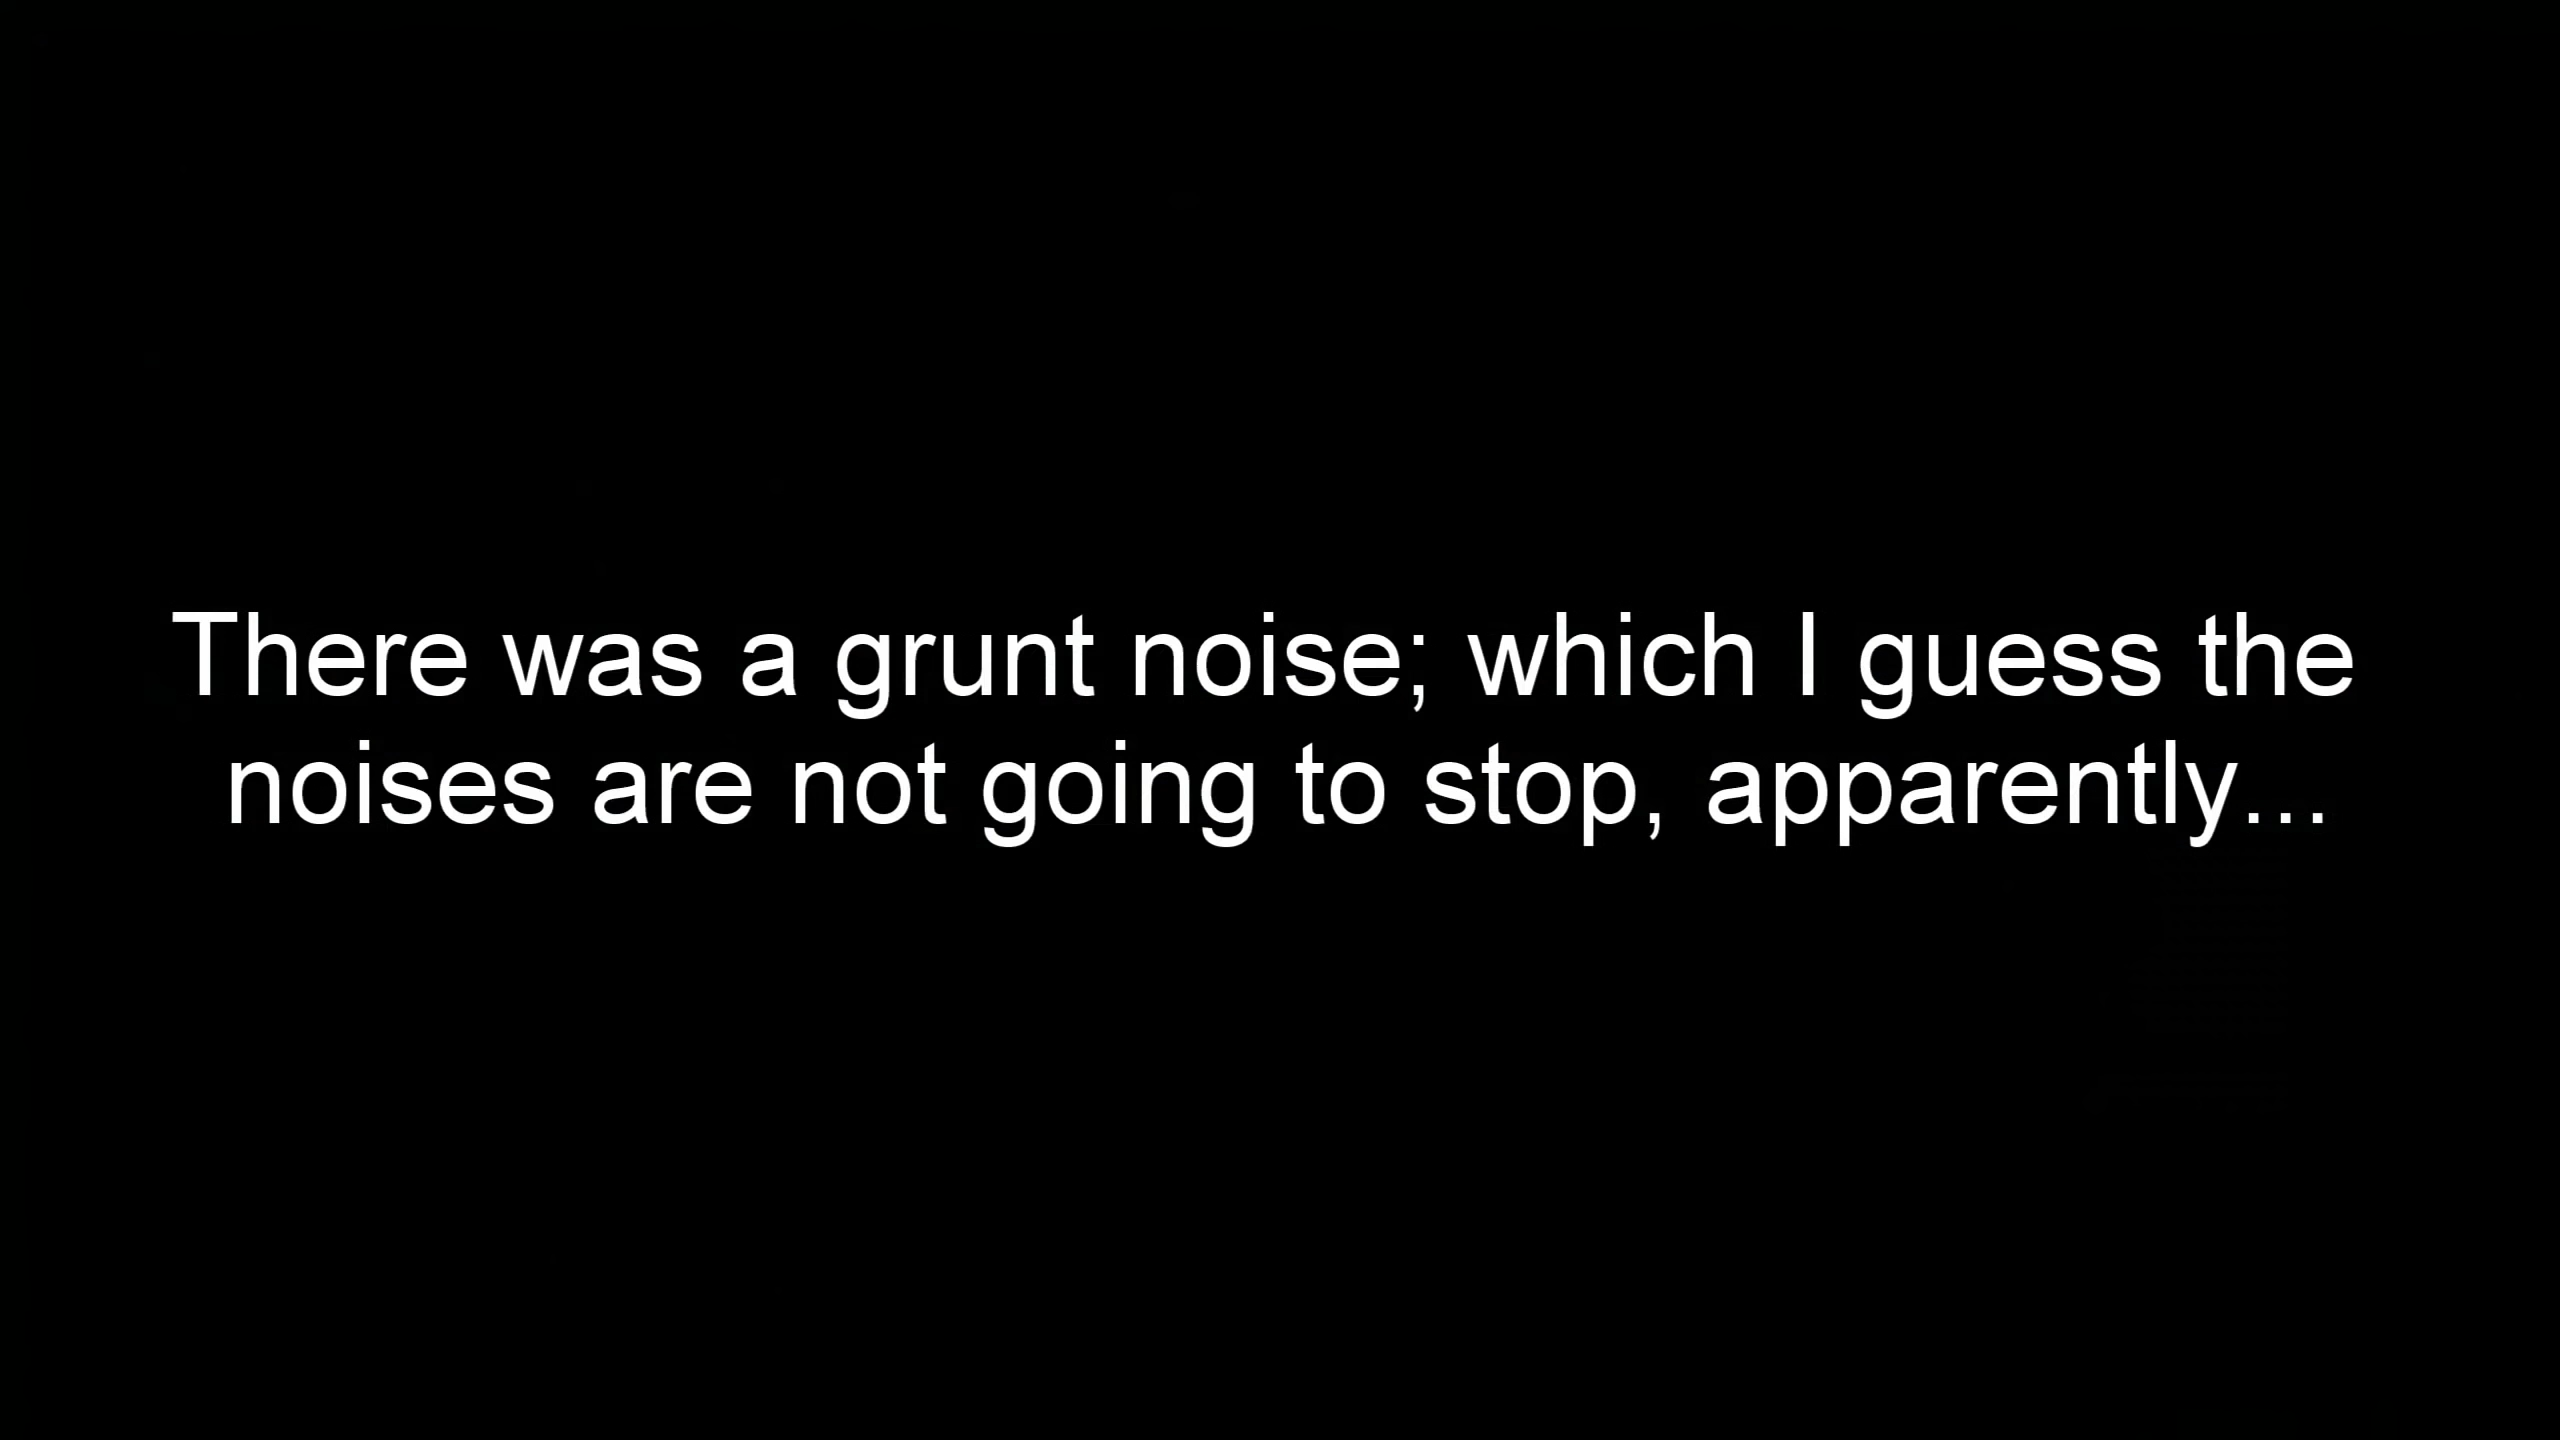 There was a grunt noise; which I guess the
noises are not going to stop, apparently...